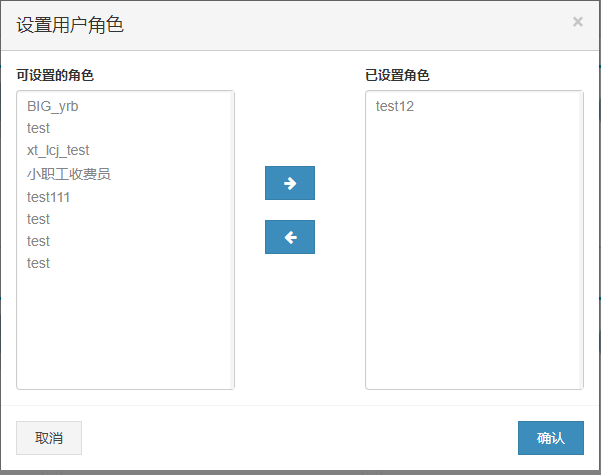 设置用户角色
×
可设置的角色
BIG_yrb
test
xt_lcj_test
小职工收费员
test111
test
test
test
已设置角色
test12
取消
确认